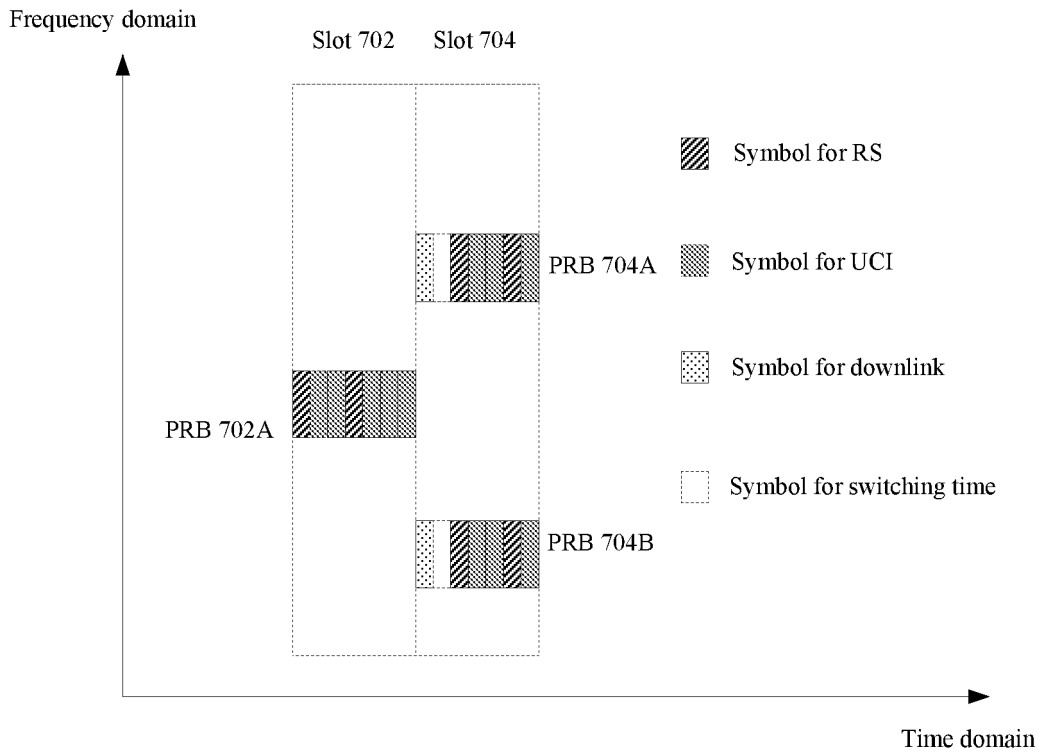 Frequency domain
Slot 702
Slot 704
Symbol for RS
Symbol for UCI
PRB 704A
Symbol for downlink
PRB 702A
Symbol for switching time
PRB 704B
Time domain